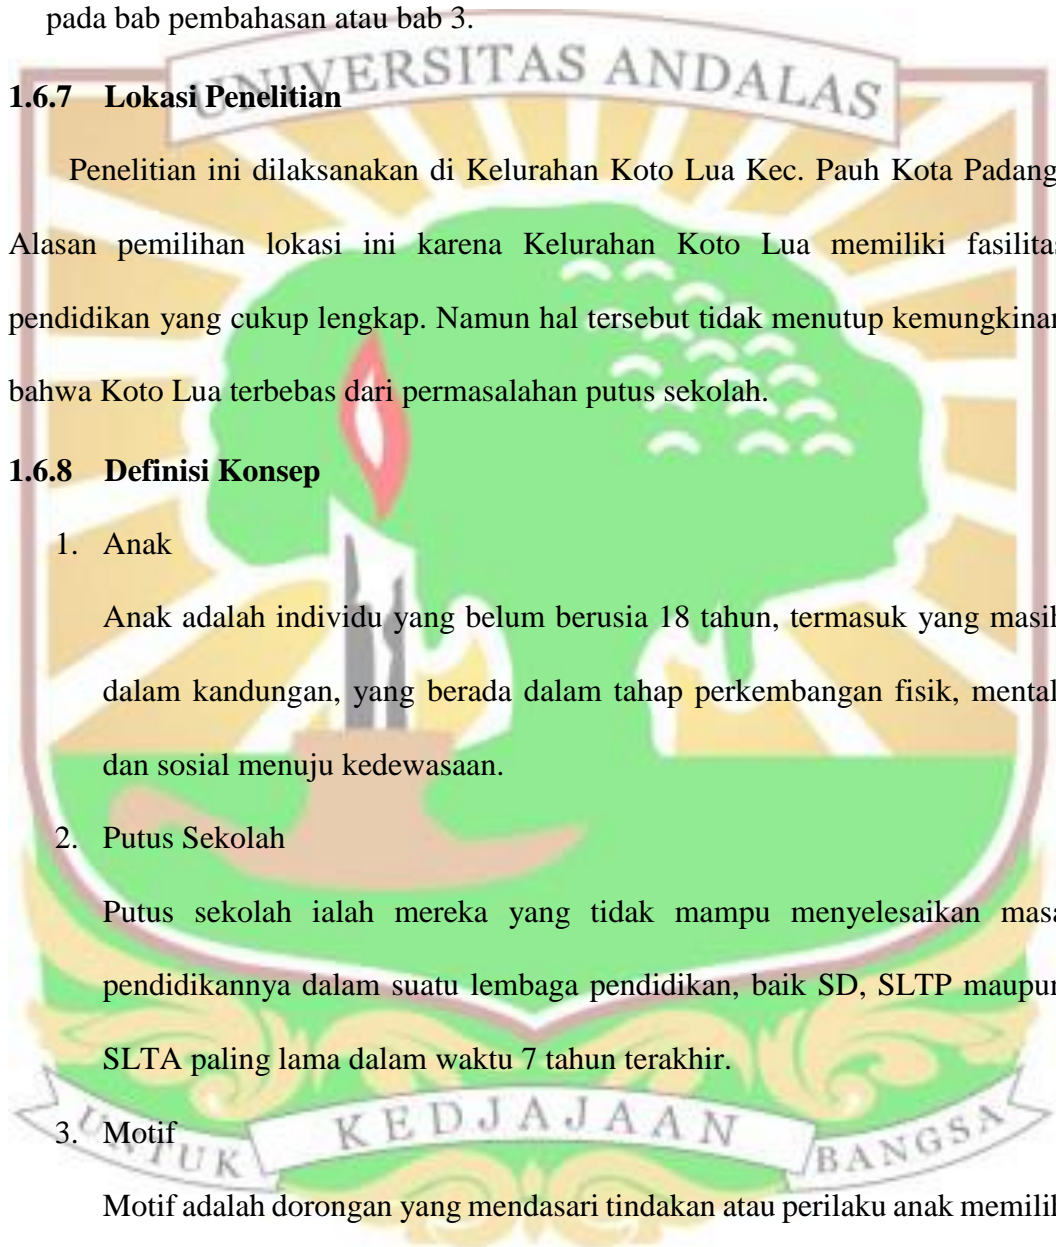 pada bab pembahasan atau bab 3.
UNIVERSITAS ANDALAS
1.6.7 Lokasi Penelitian
Penelitian ini dilaksanakan di Kelurahan Koto Lua Kec. Pauh Kota Padang
Alasan pemilihan lokasi ini karena Kelurahan Koto Lua memiliki fasilitas
pendidikan yang cukup lengkap. Namun hal tersebut tidak menutup kemungkinan
bahwa Koto Lua terbebas dari permasalahan putus sekolah.
1.6.8 Definisi Konsep
1. Anak
Anak adalah individu yang belum berusia 18 tahun, termasuk yang masih
dalam kandungan, yang berada dalam tahap perkembangan fisik, mental
dan sosial menuju kedewasaan.
2. Putus Sekolah
Putus sekolah ialah mereka yang tidak mampu menyelesaikan masa
pendidikannya dalam suatu lembaga pendidikan, baik SD, SLTP maupun
SLTA paling lama dalam waktu 7 tahun terakhir.
3. Motif
UNTUK KEDJAJAAN BANGSA
Motif adalah dorongan yang mendasari tindakan atau perilaku anak memilih